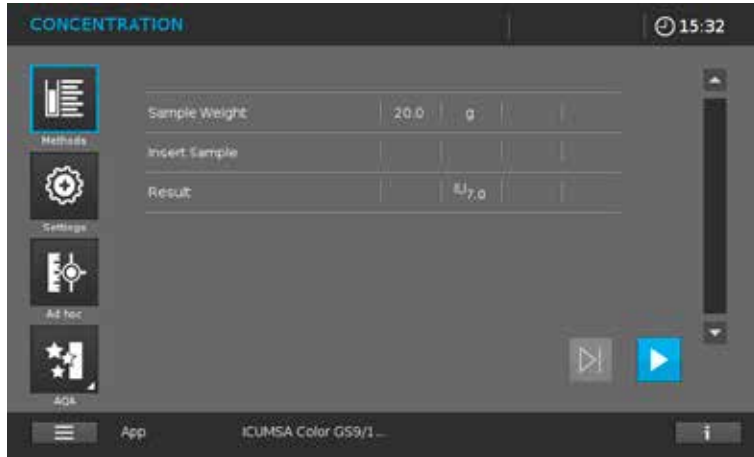 CONCENTRATION 15:32
Methods
Sample Weight 20.0 g
Insert Sample
Result IU7.0
Settings
Ad hoc
AQA
App ICUMSA Color GS9/1...
i